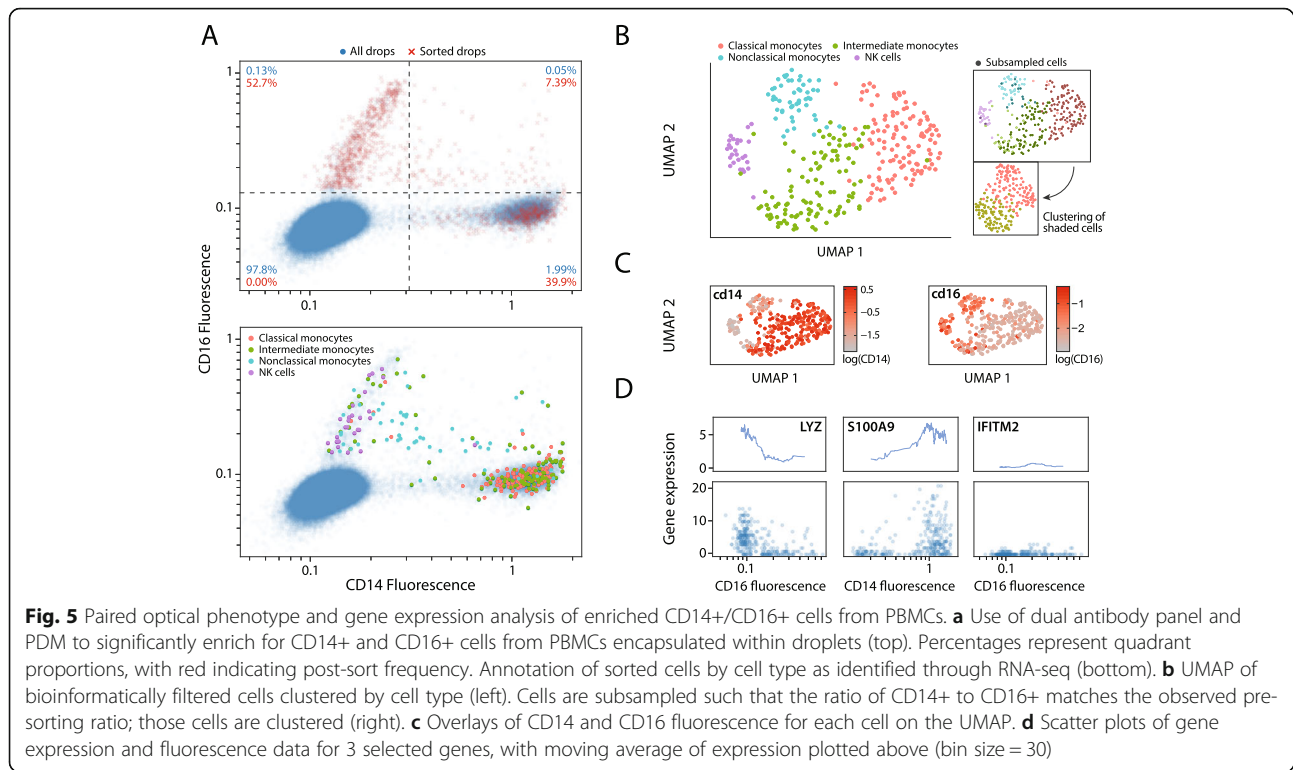 A
All drops
Sorted drops
0.13%
52.7%
0.05%
7.39%
97.8%
0.00%
1.99%
39.9%
1
0.1
0.1
1
Classical monocytes
Intermediate monocytes
Nonclassical monocytes
NK cells
1
0.1
0.1
1
CD16 Fluorescence
CD14 Fluorescence
B
Classical monocytes
Intermediate monocytes
Nonclassical monocytes
NK cells
UMAP 2
UMAP 1
Subsampled cells
Clustering of
shaded cells
C
UMAP 2
cd14
UMAP 1
0.5
−0.5
−1.5
log(CD14)
cd16
UMAP 1
−1
−2
log(CD16)
D
Gene expression
LYZ
S100A9
IFITM2
5
0
20
10
0
0.1
1
0.1
CD16 fluorescence
CD14 fluorescence
CD16 fluorescence
Fig. 5 Paired optical phenotype and gene expression analysis of enriched CD14+/CD16+ cells from PBMCs. a Use of dual antibody panel and
PDM to significantly enrich for CD14+ and CD16+ cells from PBMCs encapsulated within droplets (top). Percentages represent quadrant
proportions, with red indicating post-sort frequency. Annotation of sorted cells by cell type as identified through RNA-seq (bottom). b UMAP of
bioinformatically filtered cells clustered by cell type (left). Cells are subsampled such that the ratio of CD14+ to CD16+ matches the observed pre-
sorting ratio; those cells are clustered (right). c Overlays of CD14 and CD16 fluorescence for each cell on the UMAP. d Scatter plots of gene
expression and fluorescence data for 3 selected genes, with moving average of expression plotted above (bin size = 30)